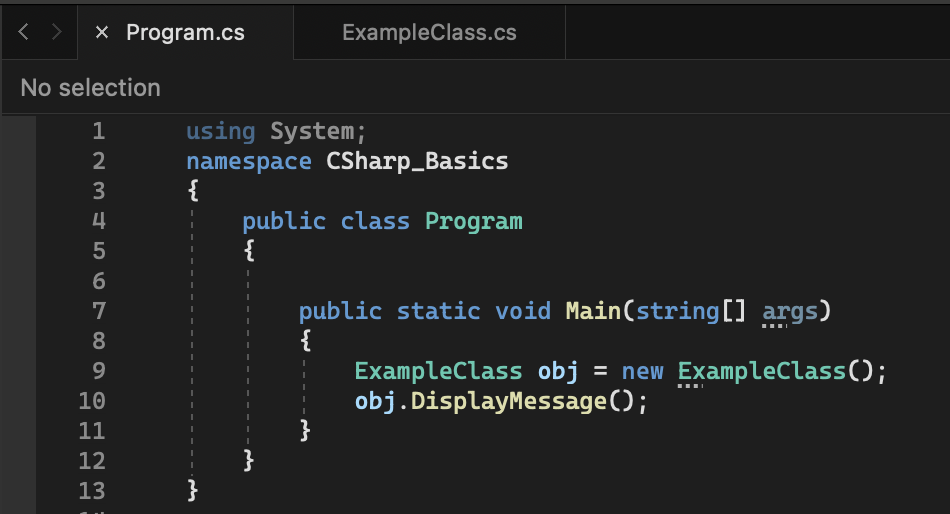 Program.cs
ExampleClass.cs
No selection
1 using System;
2 namespace CSharp_Basics
3 {
4 public class Program
5 {
6
7 public static void Main(string[] args)
8 {
9 ExampleClass obj = new ExampleClass();
10 obj.DisplayMessage();
11 }
12 }
13 }